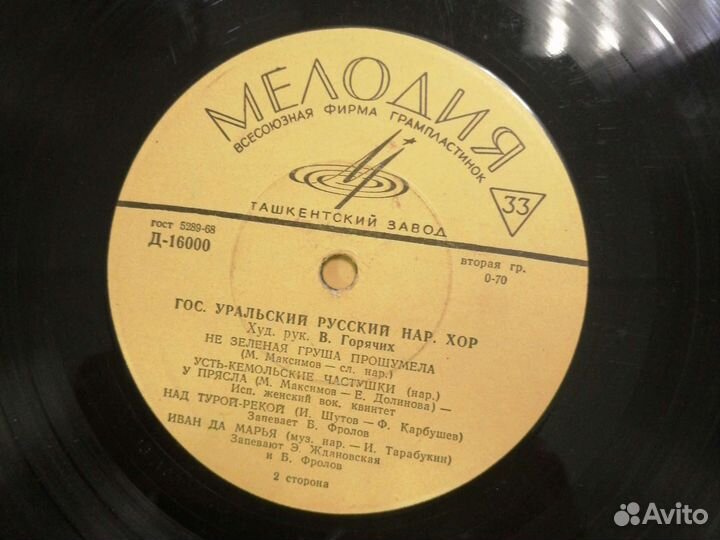 МЕЛОДИЯ
ВСЕСОЮЗНАЯ ФИРМА ГРАМПЛАСТИНОК
33
ТАШКЕНТСКИЙ ЗАВОД
гост 5289-68
Д-16000
вторая гр.
0-70
ГОС. УРАЛЬСКИЙ РУССКИЙ НАР. ХОР
Худ. рук. В. Горячих
НЕ ЗЕЛЕНАЯ ГРУША ПРОШУМЕЛА
(М. Максимов — сл. нар.)
УСТЬ-КЕМОЛЬСКИЕ ЧАСТУШКИ (нар.)
У ПРЯСЛА (М. Максимов — Е. Долинова) —
Исп. женский вок. квинтет
НАД ТУРОЙ-РЕКОЙ (И. Шутов — Ф. Карбушев)
Запевает Б. Фролов
ИВАН ДА МАРЬЯ (муз. нар. — И. Тарабукин)
Запевают Э. Ждановская
и Б. Фролов
2 сторона
Avito